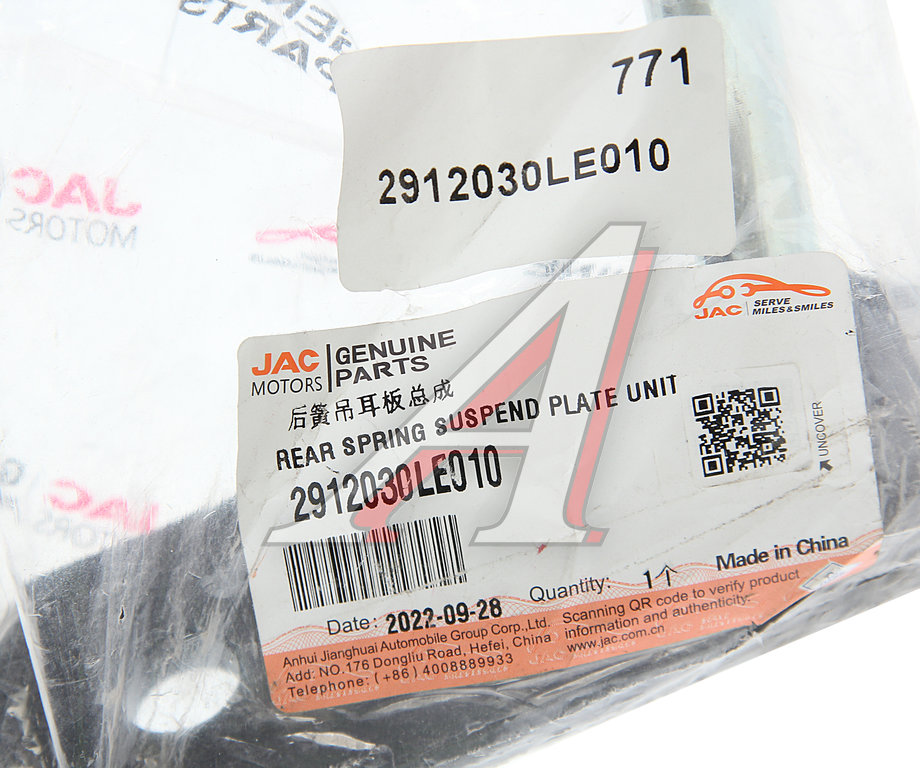 GENUINE
PARTS
JAC
MOTORS
771
2912030LE010
JAC
MOTORS
GENUINE
PARTS
JAC
SERVE
MILES&SMILES
后簧吊耳板总成
REAR SPRING SUSPEND PLATE UNIT
2912030LE010
UNCOVER
Date: 2022-09-28
Quantity: 1个
Made in China
Anhui Jianghuai Automobile Group Corp.,Ltd.
Add: NO.176 Dongliu Road, Hefei, China
Telephone: (+86)4008889933
Scanning QR code to verify product
information and authenticity:
www.jac.com.cn